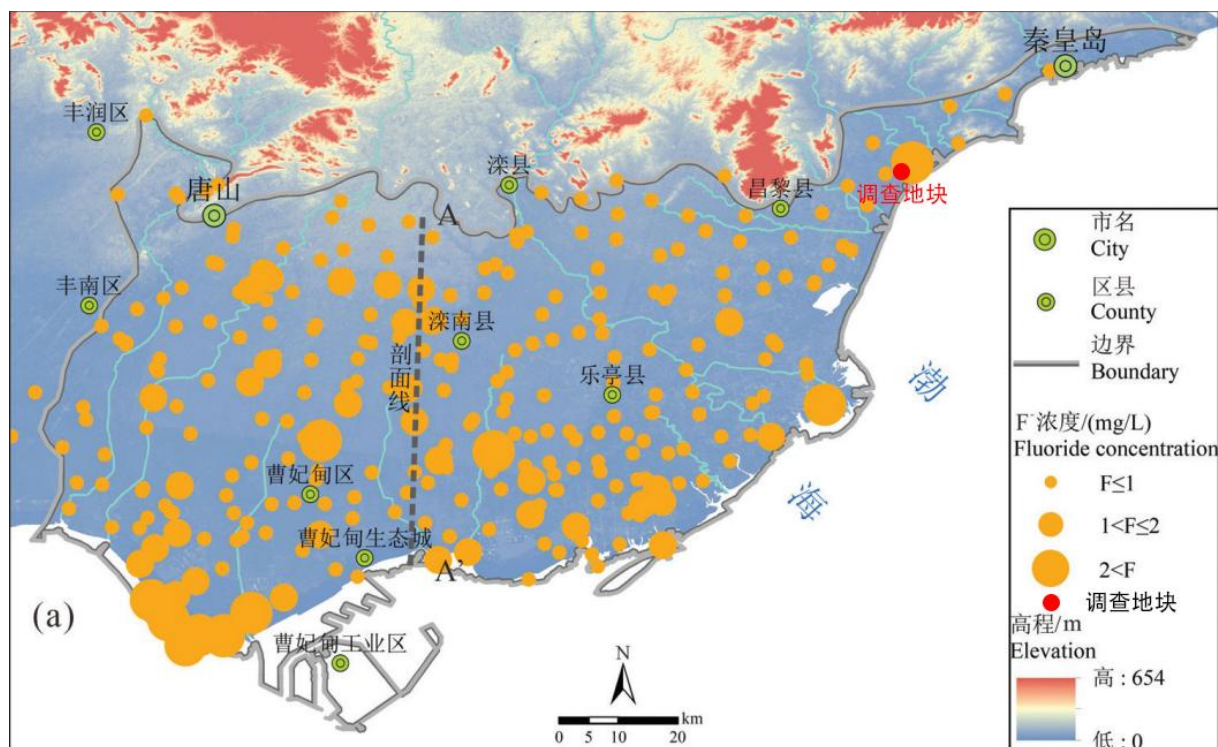 秦皇岛
丰润区
滦县
唐山
昌黎县
调查地块
A
丰南区
滦南县
剖面线
乐亭县
渤海
曹妃甸区
曹妃甸生态城
A'
(a)
曹妃甸工业区
N
0 5 10 20 km
市名
City
区县
County
边界
Boundary
F⁻浓度/(mg/L)
Fluoride concentration
F≤1
1<F≤2
2<F
调查地块
高程/m
Elevation
高：654
低：0